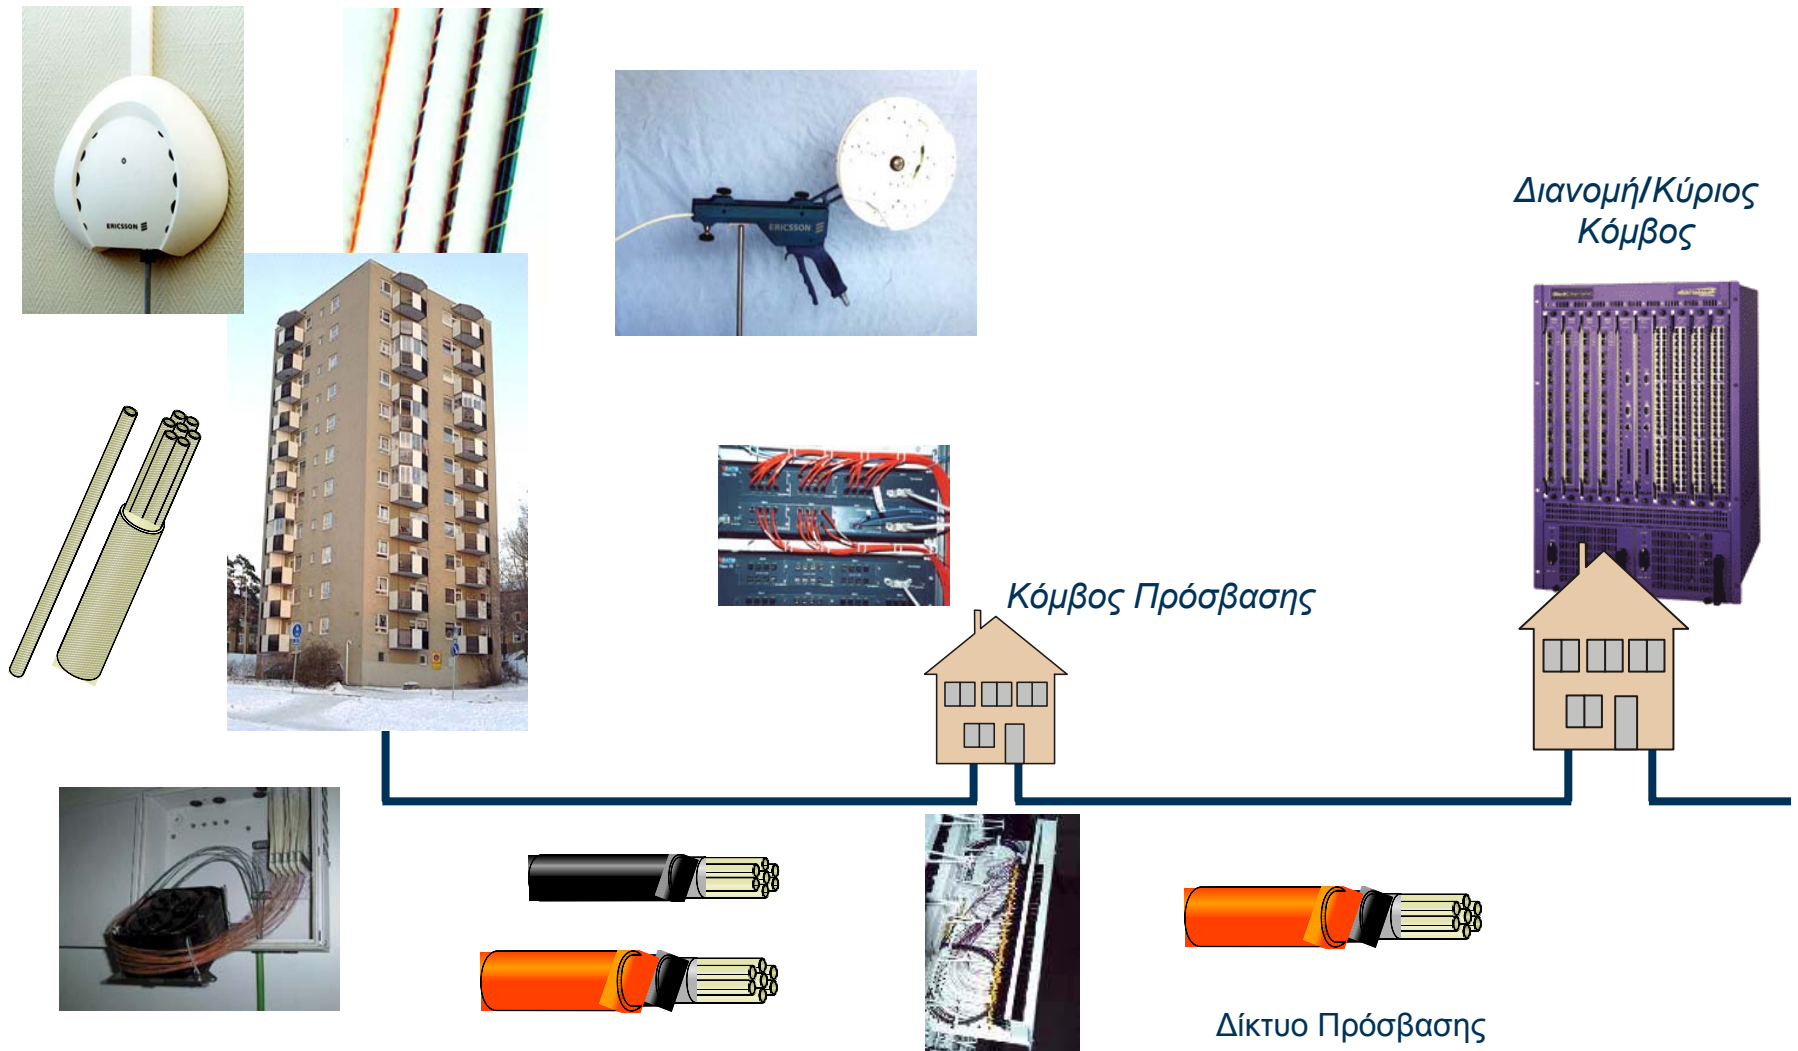 ERICSSON
ERICSSON
Διανομή/Κύριος
Κόμβος
Κόμβος Πρόσβασης
Δίκτυο Πρόσβασης